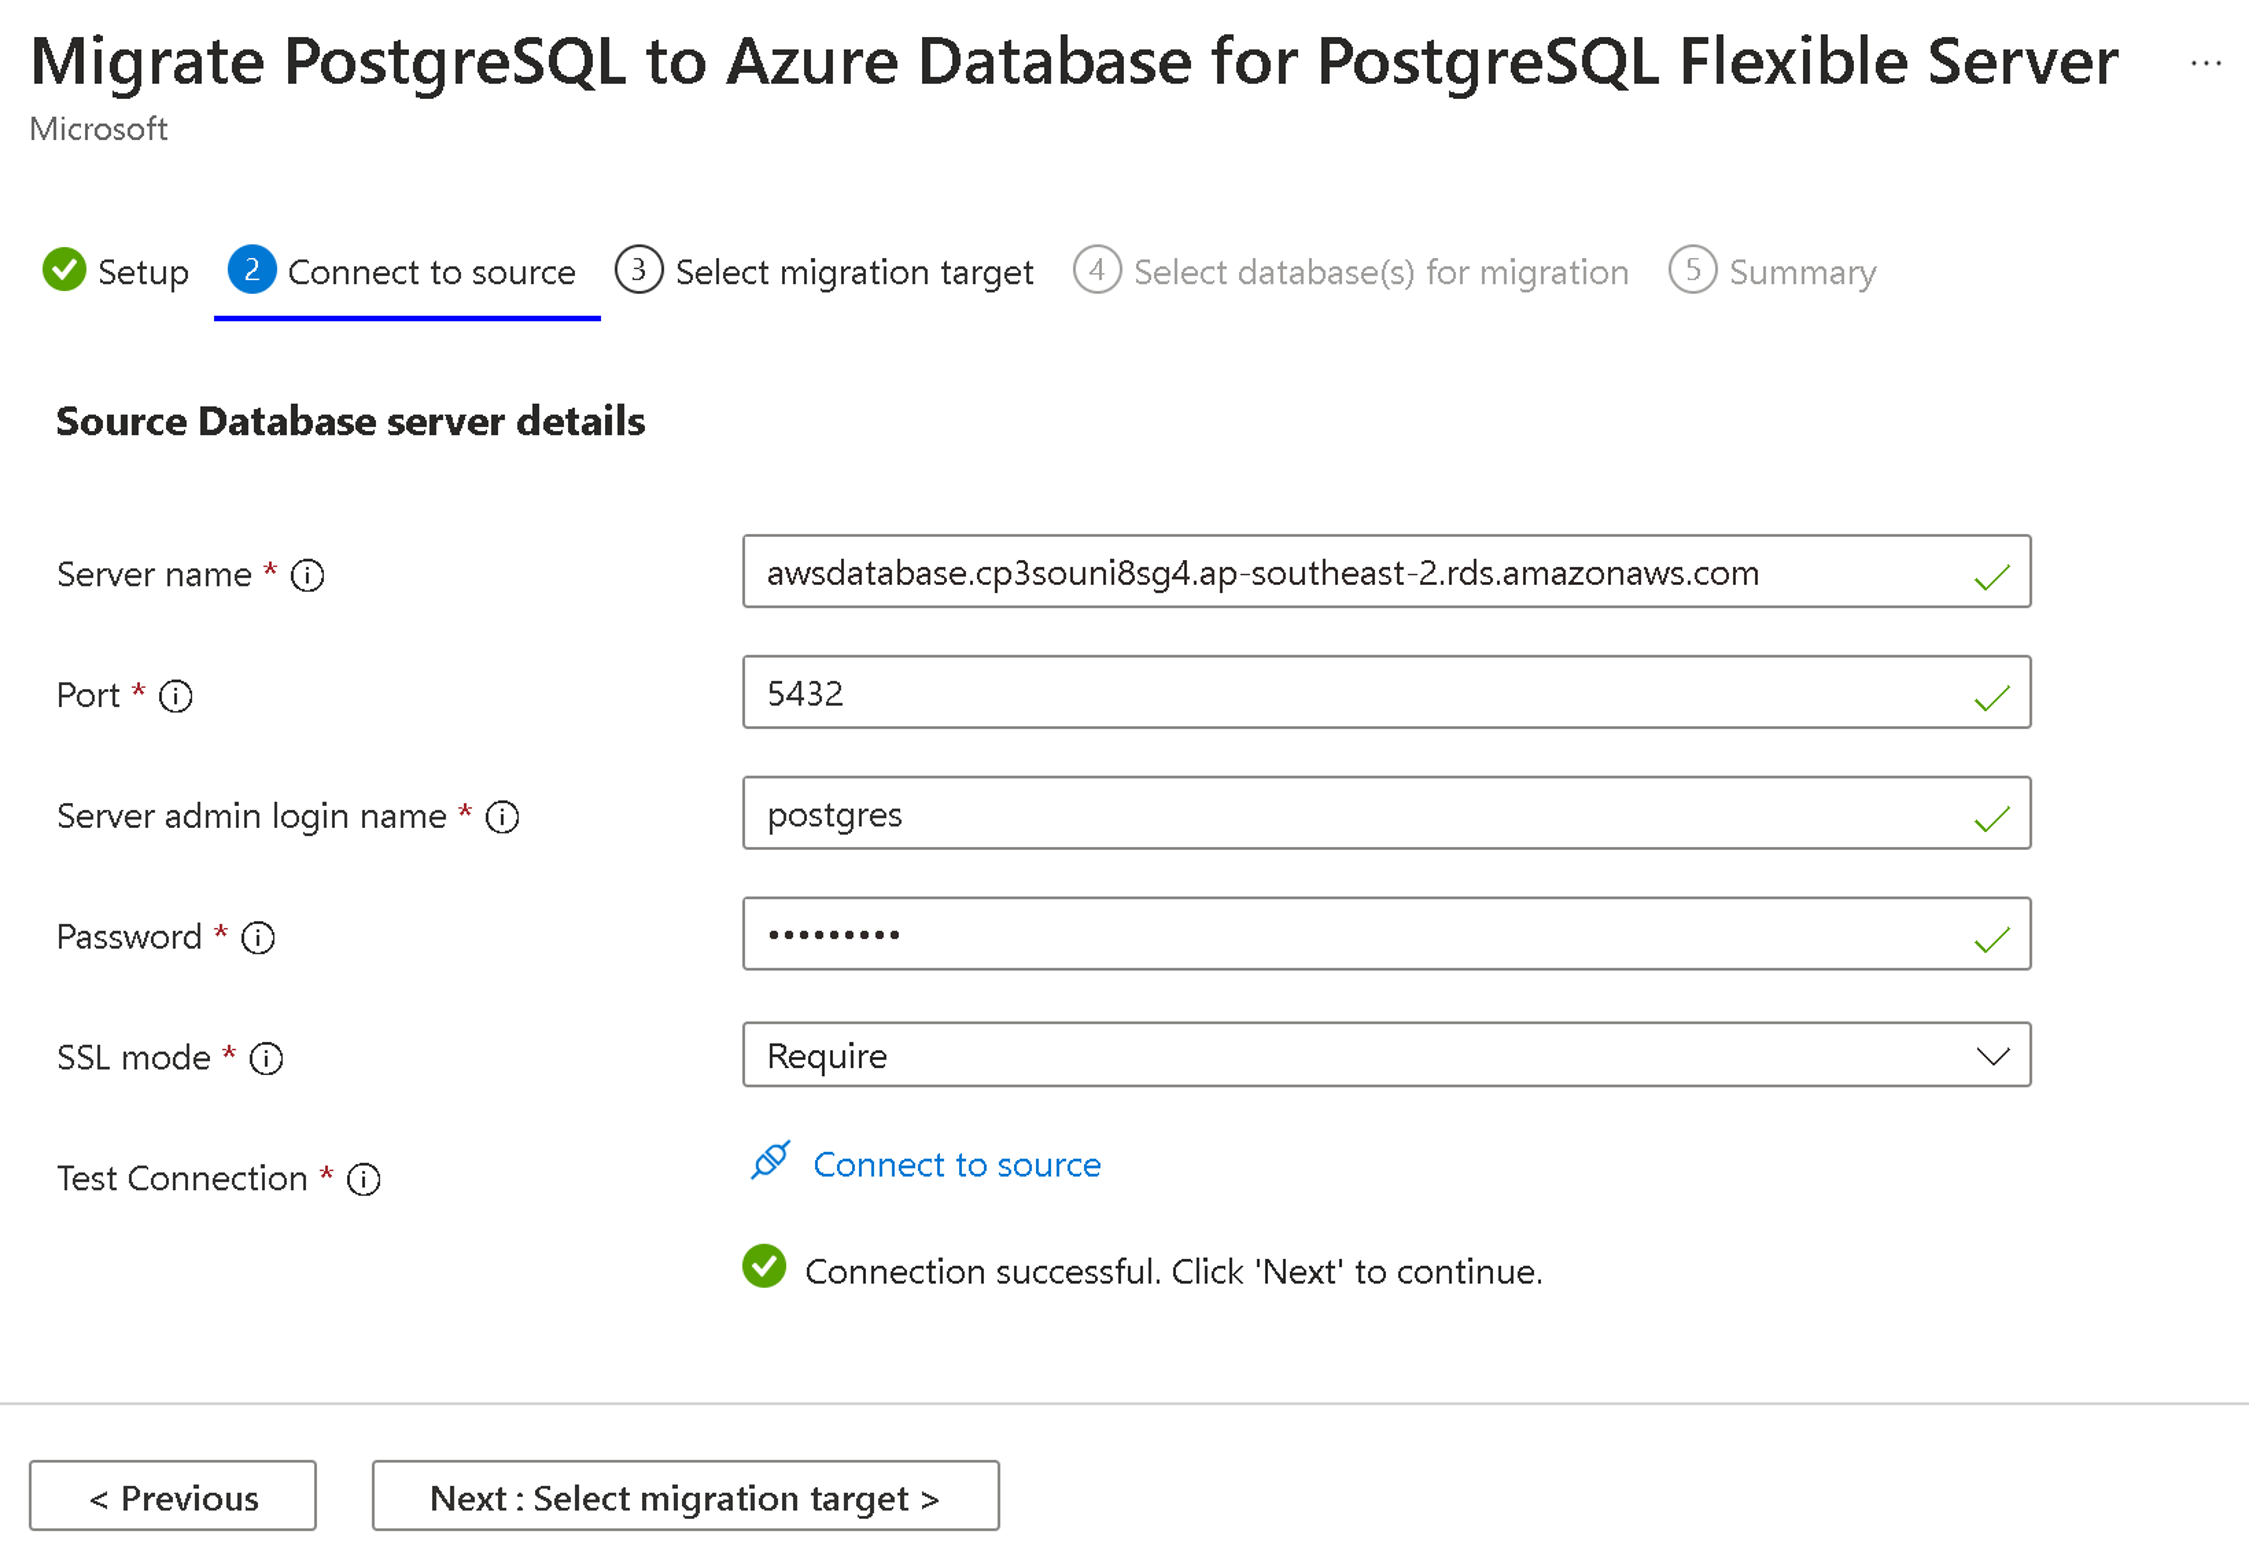 Migrate PostgreSQL to Azure Database for PostgreSQL Flexible Server ...
Microsoft
Setup 2 Connect to source 3 Select migration target 4 Select database(s) for migration 5 Summary
Source Database server details
Server name * awsdatabase.cp3souni8sg4.ap-southeast-2.rds.amazonaws.com
Port * 5432
Server admin login name * postgres
Password * •••••••••
SSL mode * Require
Test Connection * Connect to source
Connection successful. Click 'Next' to continue.
< Previous Next : Select migration target >